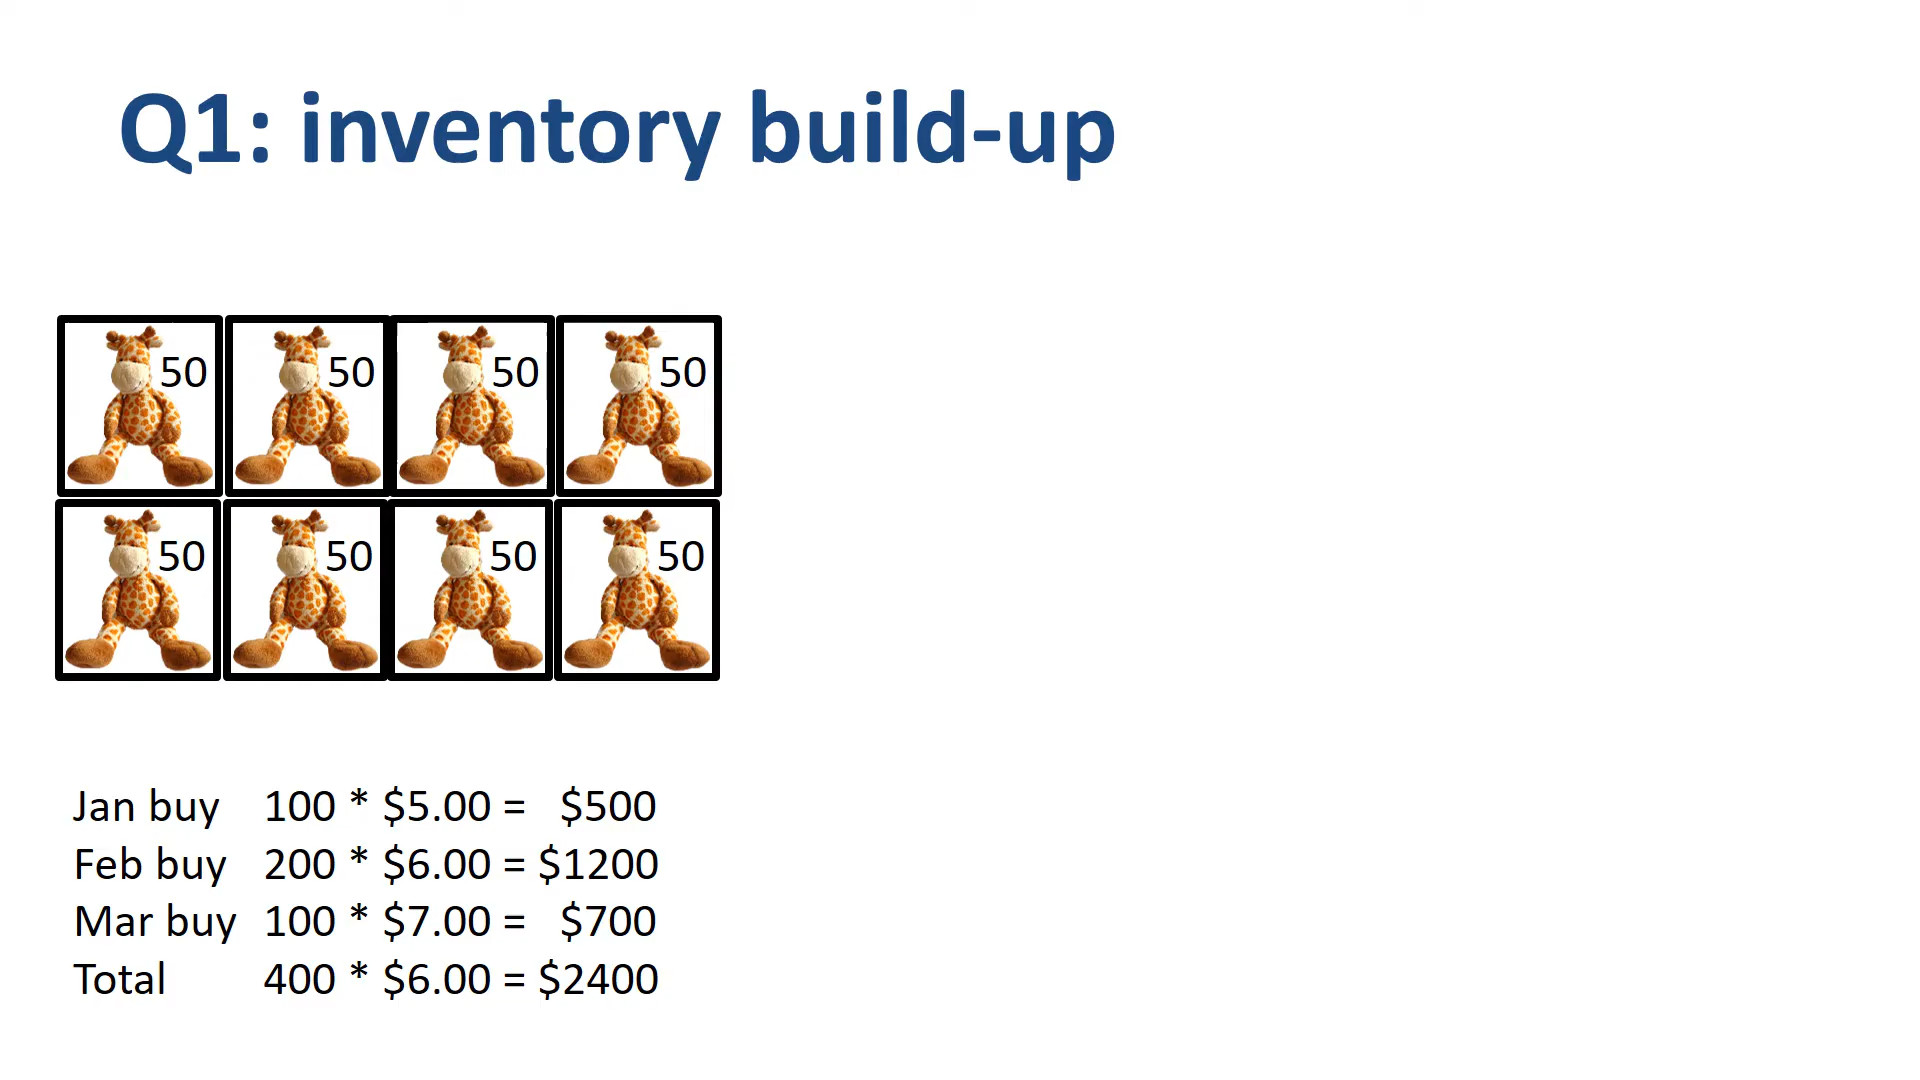 Q1: inventory build-up
50 50 50 50
50 50 50 50
Jan buy 100 * $5.00 = $500
Feb buy 200 * $6.00 = $1200
Mar buy 100 * $7.00 = $700
Total 400 * $6.00 = $2400